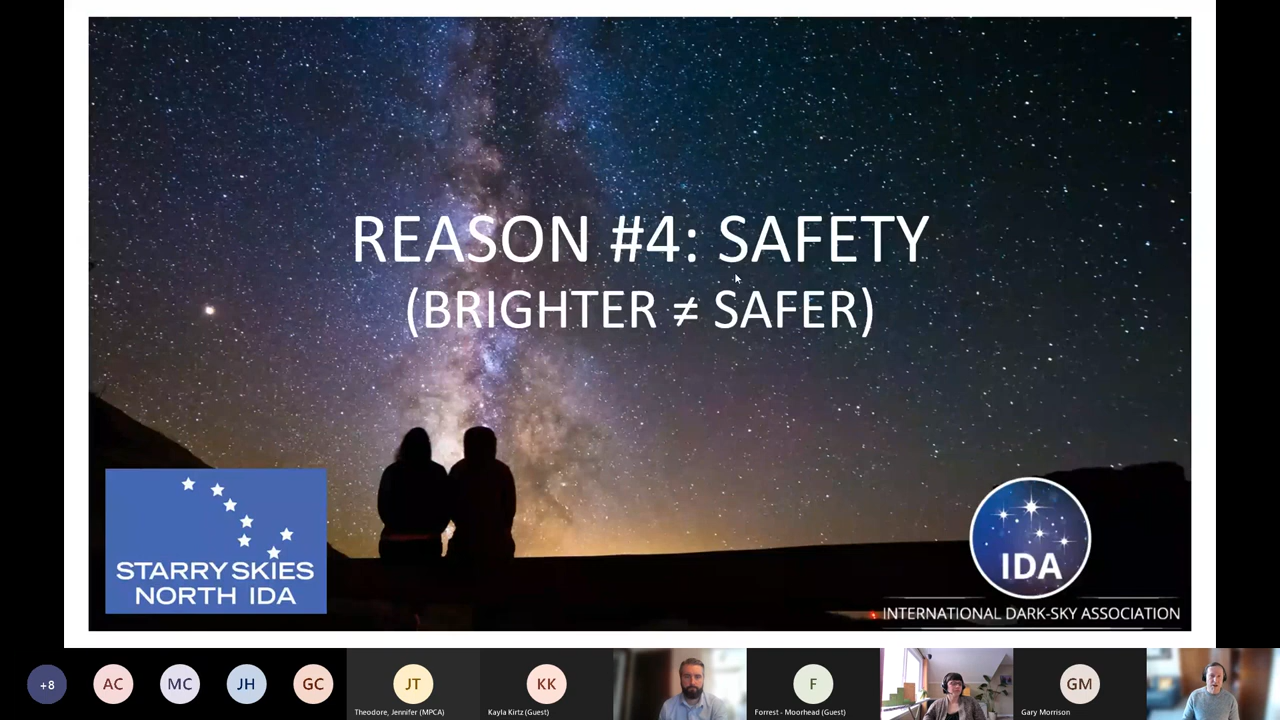 REASON #4: SAFETY
(BRIGHTER ≠ SAFER)
STARRY SKIES
NORTH IDA
IDA
INTERNATIONAL DARK-SKY ASSOCIATION
+8
AC
MC
JH
GC
JT
Theodore, Jennifer (MPCA)
KK
Kayla Kirtz (Guest)
F
Forrest - Moorhead (Guest)
GM
Gary Morrison